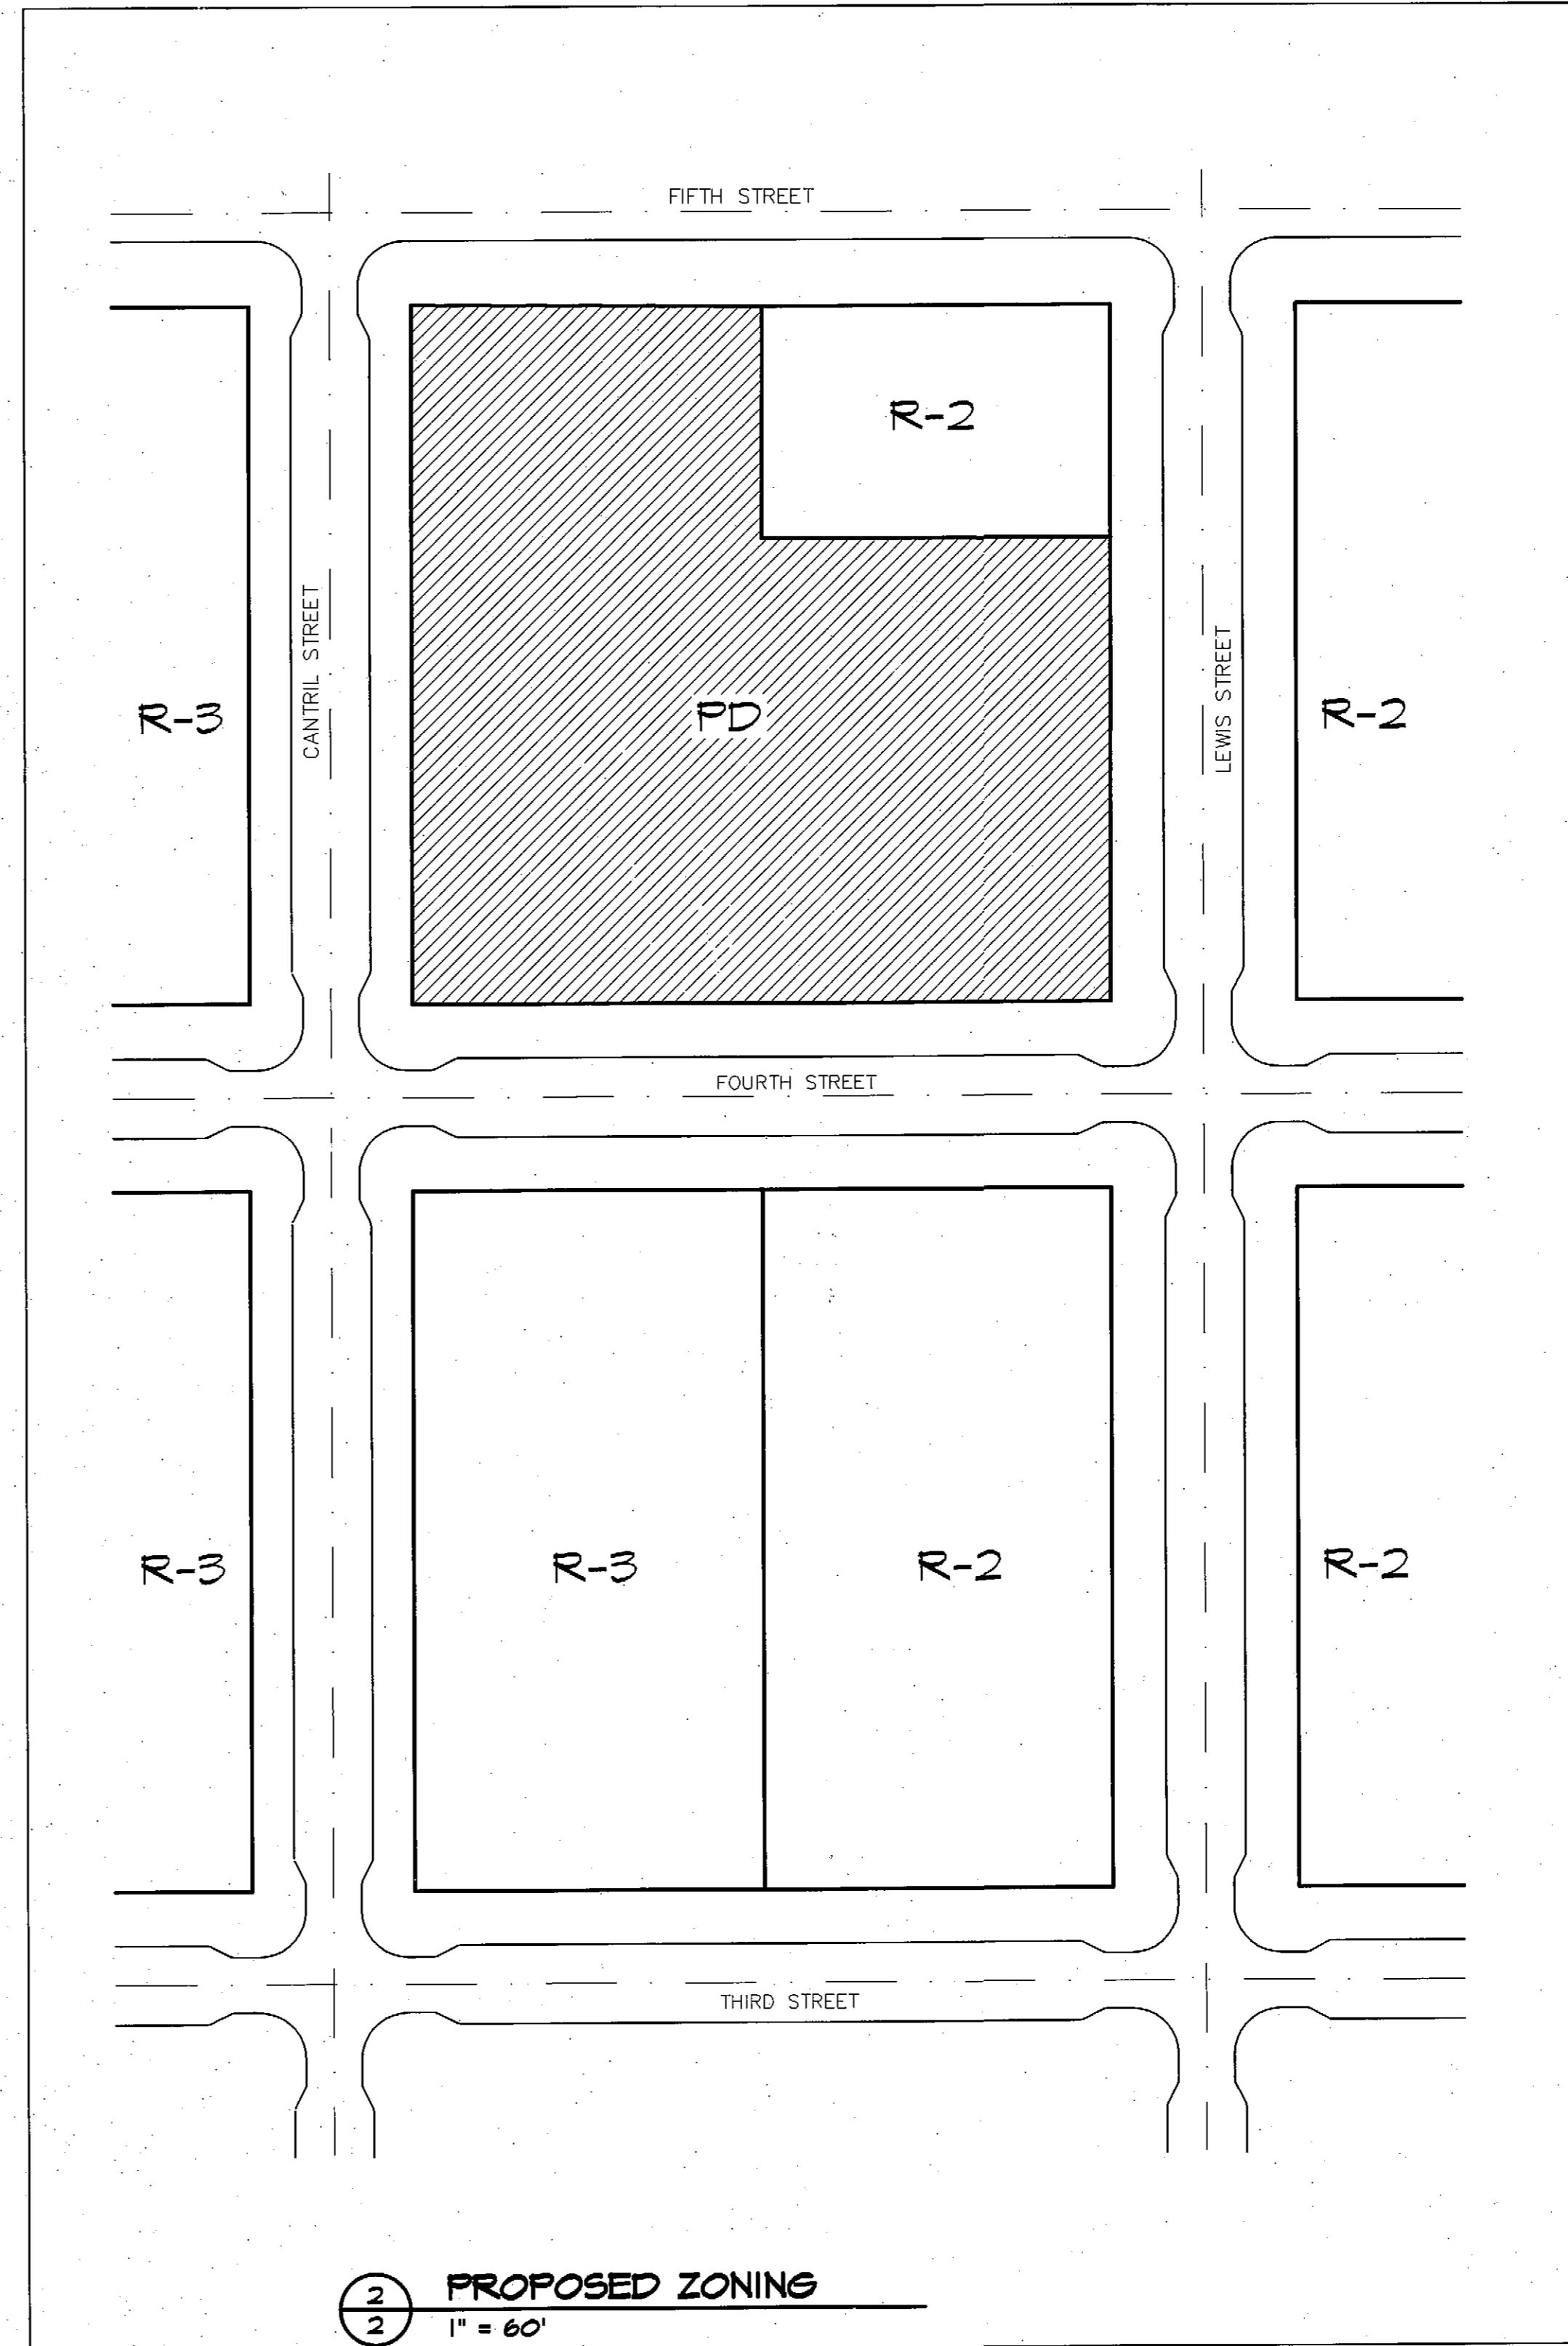 FIFTH STREET
R-2
CANTRIL STREET
LEWIS STREET
R-3
PD
R-2
FOURTH STREET
R-3
R-3
R-2
R-2
THIRD STREET
2
PROPOSED ZONING
2
1" = 60'